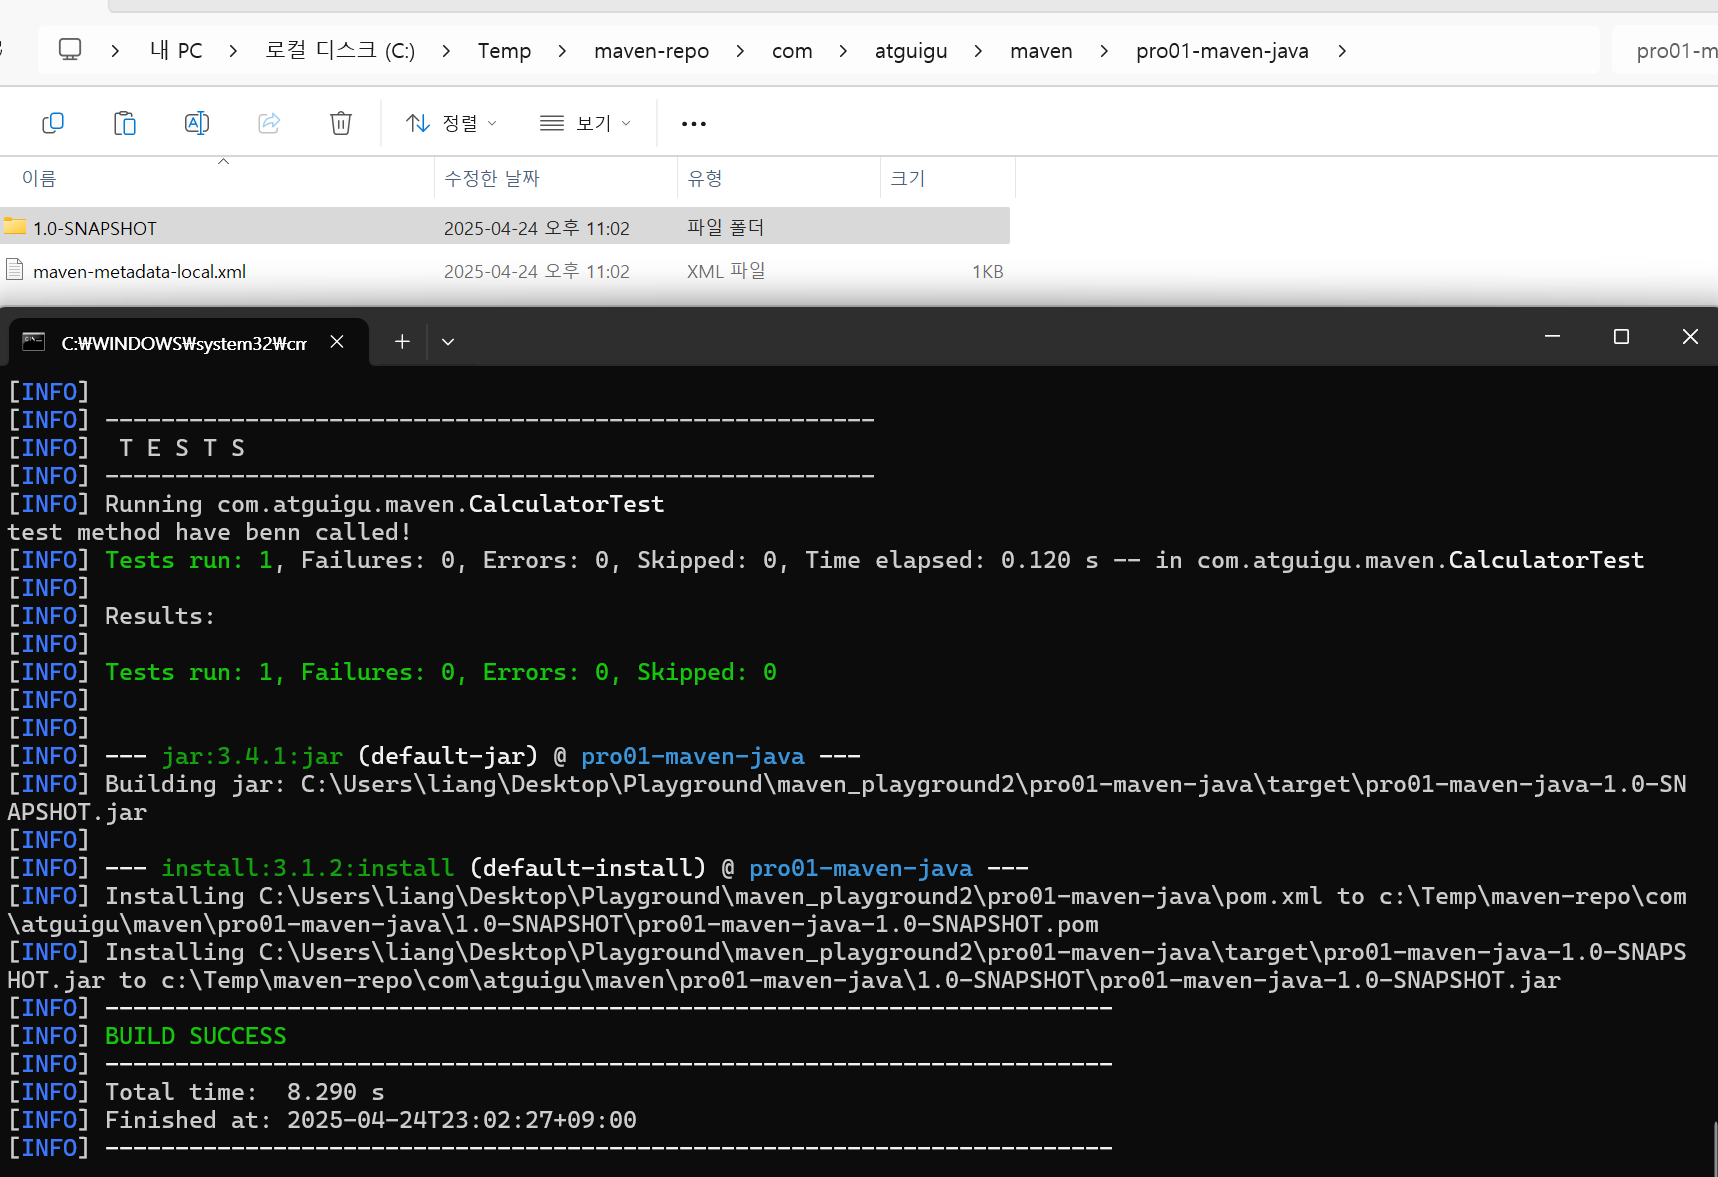 내 PC > 로컬 디스크 (C:) > Temp > maven-repo > com > atguigu > maven > pro01-maven-java > pro01-m
정렬 보기 •••
이름 수정한 날짜 유형 크기
1.0-SNAPSHOT 2025-04-24 오후 11:02 파일 폴더
maven-metadata-local.xml 2025-04-24 오후 11:02 XML 파일 1KB
C:₩WINDOWS₩system32₩cm
[INFO]
[INFO] -------------------------------------------------------
[INFO]  T E S T S
[INFO] -------------------------------------------------------
[INFO] Running com.atguigu.maven.CalculatorTest
test method have benn called!
[INFO] Tests run: 1, Failures: 0, Errors: 0, Skipped: 0, Time elapsed: 0.120 s -- in com.atguigu.maven.CalculatorTest
[INFO]
[INFO] Results:
[INFO]
[INFO] Tests run: 1, Failures: 0, Errors: 0, Skipped: 0
[INFO]
[INFO]
[INFO] --- jar:3.4.1:jar (default-jar) @ pro01-maven-java ---
[INFO] Building jar: C:\Users\liang\Desktop\Playground\maven_playground2\pro01-maven-java\target\pro01-maven-java-1.0-SN
APSHOT.jar
[INFO]
[INFO] --- install:3.1.2:install (default-install) @ pro01-maven-java ---
[INFO] Installing C:\Users\liang\Desktop\Playground\maven_playground2\pro01-maven-java\pom.xml to c:\Temp\maven-repo\com
\atguigu\maven\pro01-maven-java\1.0-SNAPSHOT\pro01-maven-java-1.0-SNAPSHOT.pom
[INFO] Installing C:\Users\liang\Desktop\Playground\maven_playground2\pro01-maven-java\target\pro01-maven-java-1.0-SNAPS
HOT.jar to c:\Temp\maven-repo\com\atguigu\maven\pro01-maven-java\1.0-SNAPSHOT\pro01-maven-java-1.0-SNAPSHOT.jar
[INFO] ------------------------------------------------------------------------
[INFO] BUILD SUCCESS
[INFO] ------------------------------------------------------------------------
[INFO] Total time:  8.290 s
[INFO] Finished at: 2025-04-24T23:02:27+09:00
[INFO] ------------------------------------------------------------------------